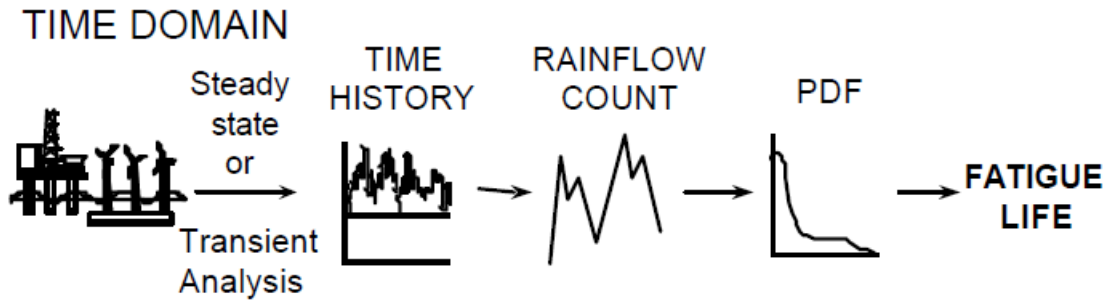 TIME DOMAIN
Steady
state
or
Transient
Analysis
TIME
HISTORY
RAINFLOW
COUNT
PDF
FATIGUE
LIFE